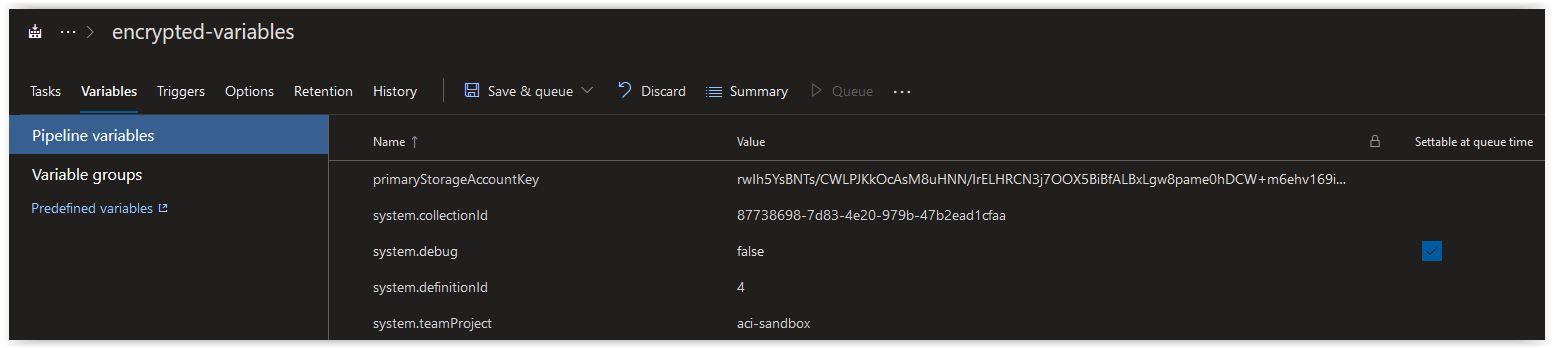 encrypted-variables
Tasks Variables Triggers Options Retention History Save & queue Discard Summary Queue
Pipeline variables
Variable groups
Predefined variables
Name ↑ Value Settable at queue time
primaryStorageAccountKey rwIh5YsBNTs/CWLPJKkOcAsM8uHNN/IrELHRCN3j7OOX5BiBfALBxLgw8pame0hDCW+m6ehv169i...
system.collectionId 87738698-7d83-4e20-979b-47b2ead1cfaa
system.debug false
system.definitionId 4
system.teamProject aci-sandbox